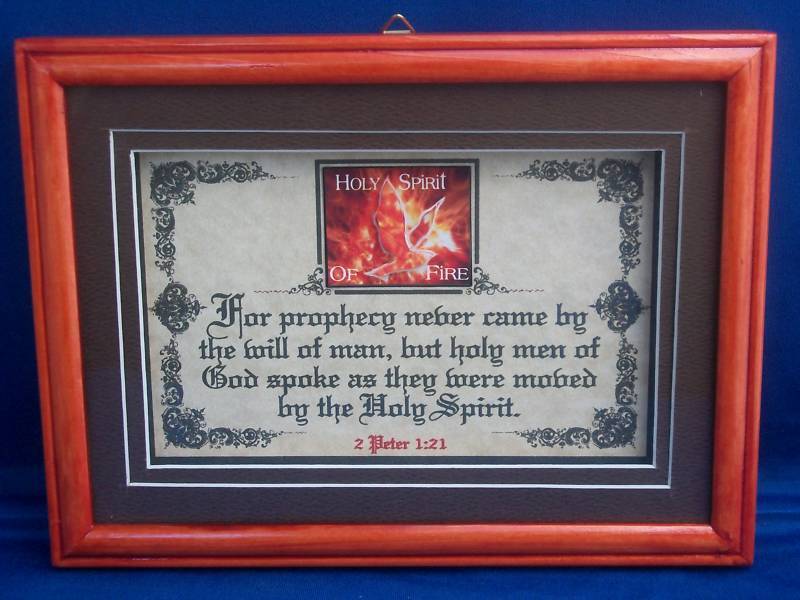 Holy Spirit
Of Fire
For prophecy never came by
the will of man, but holy men of
God spoke as they were moved
by the Holy Spirit.
2 Peter 1:21